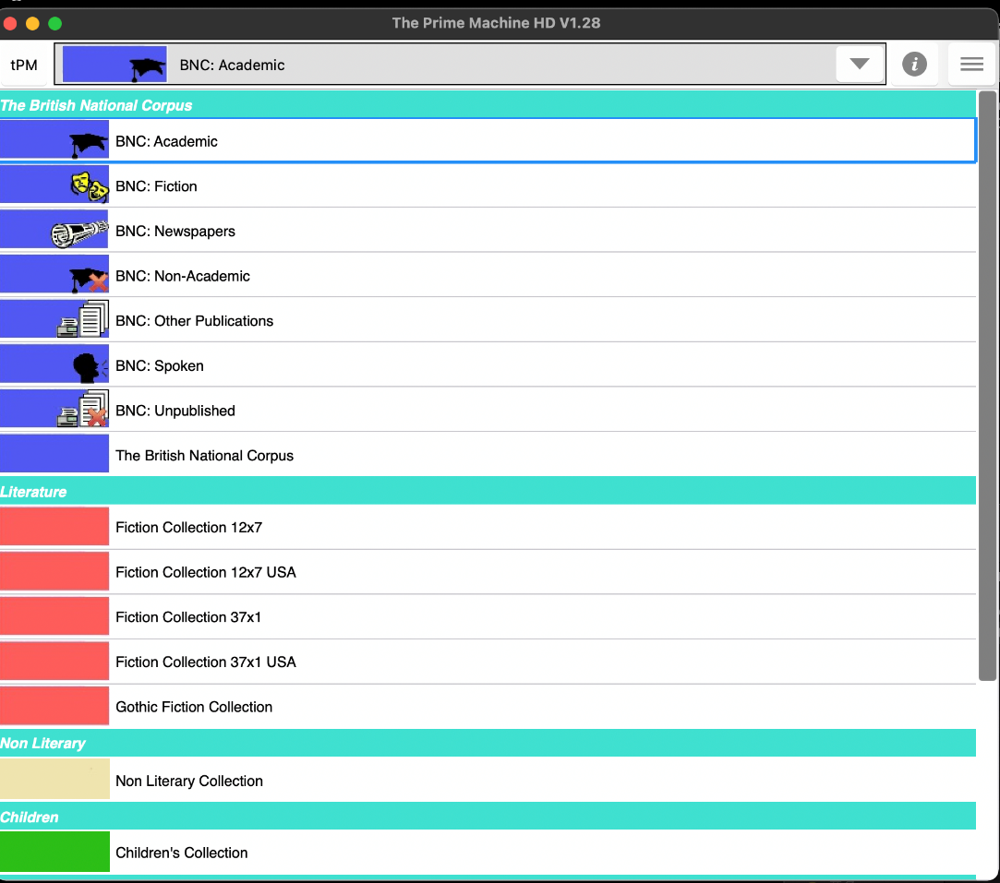 The Prime Machine HD V1.28
tPM
BNC: Academic
i
The British National Corpus
BNC: Academic
BNC: Fiction
BNC: Newspapers
BNC: Non-Academic
BNC: Other Publications
BNC: Spoken
BNC: Unpublished
The British National Corpus
Literature
Fiction Collection 12x7
Fiction Collection 12x7 USA
Fiction Collection 37x1
Fiction Collection 37x1 USA
Gothic Fiction Collection
Non Literary
Non Literary Collection
Children
Children's Collection